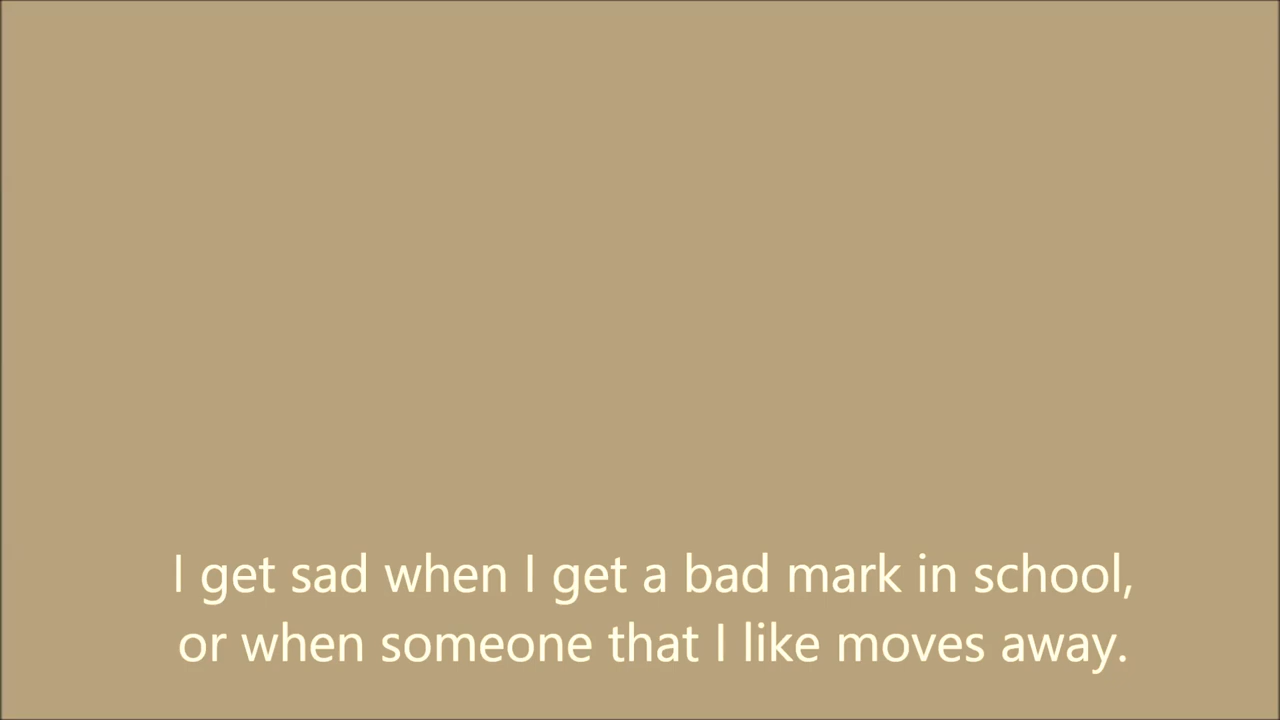 I get sad when I get a bad mark in school,
or when someone that I like moves away.